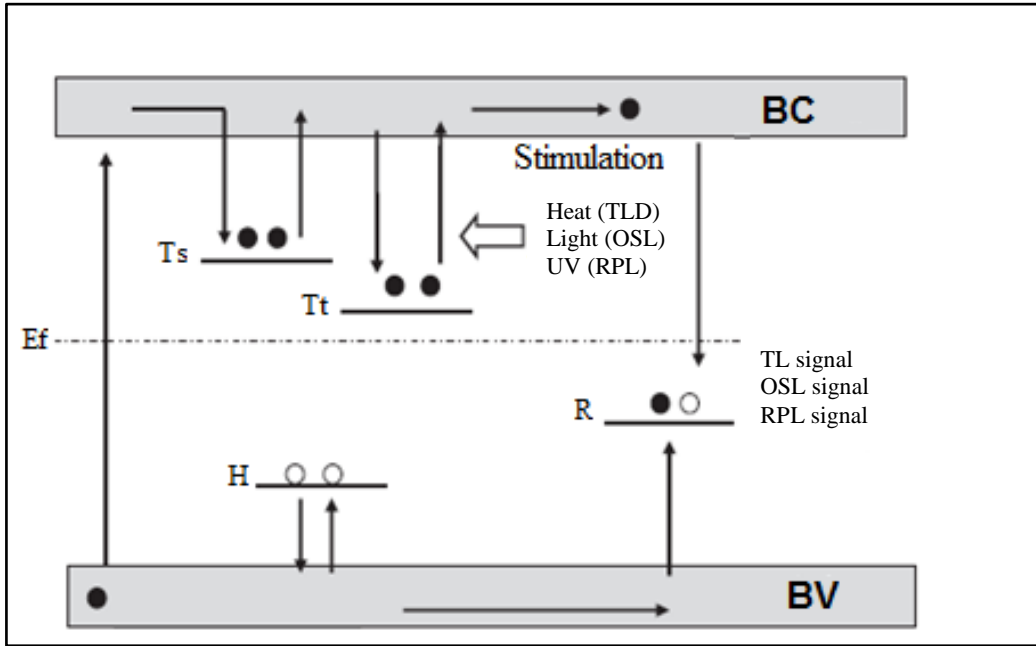 BC
Stimulation
Heat (TLD)
Light (OSL)
UV (RPL)
Ts
Tt
Ef
TL signal
OSL signal
RPL signal
R
H
BV